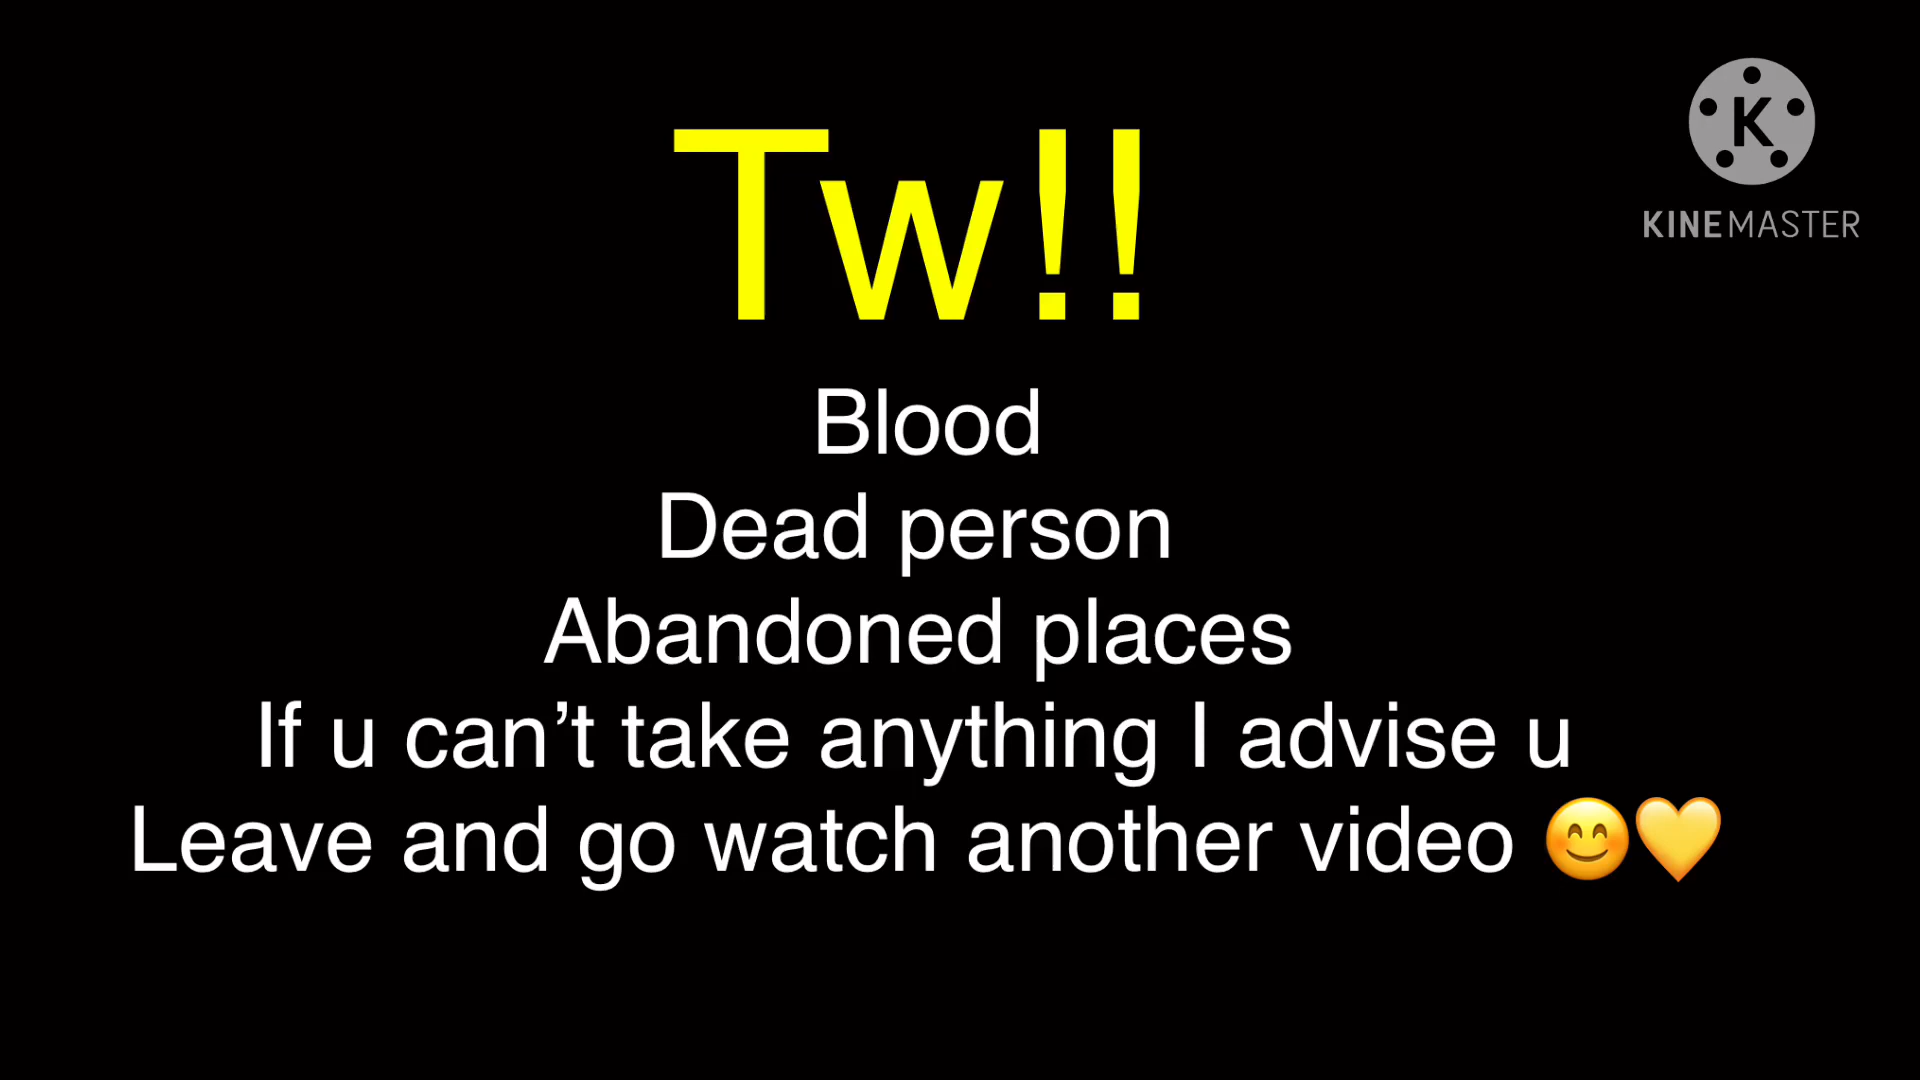 Tw!!
K
KINEMASTER
Blood
Dead person
Abandoned places
If u can’t take anything I advise u
Leave and go watch another video 😊💛